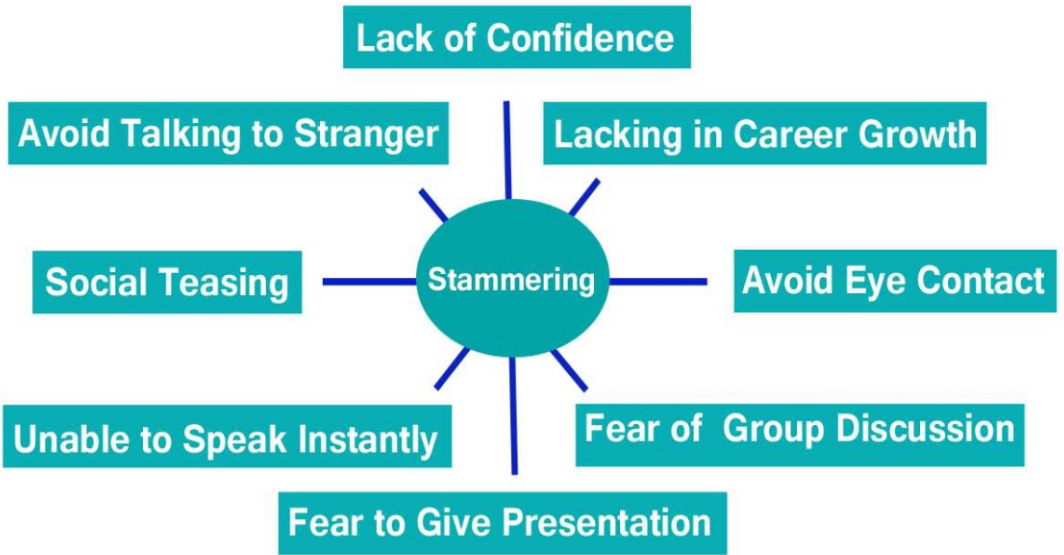 Lack of Confidence
Avoid Talking to Stranger
Lacking in Career Growth
Social Teasing
Stammering
Avoid Eye Contact
Unable to Speak Instantly
Fear of Group Discussion
Fear to Give Presentation